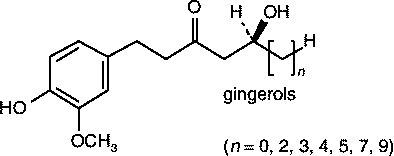 O
H
OH
H
n
gingerols
HO
OCH₃
(n = 0, 2, 3, 4, 5, 7, 9)